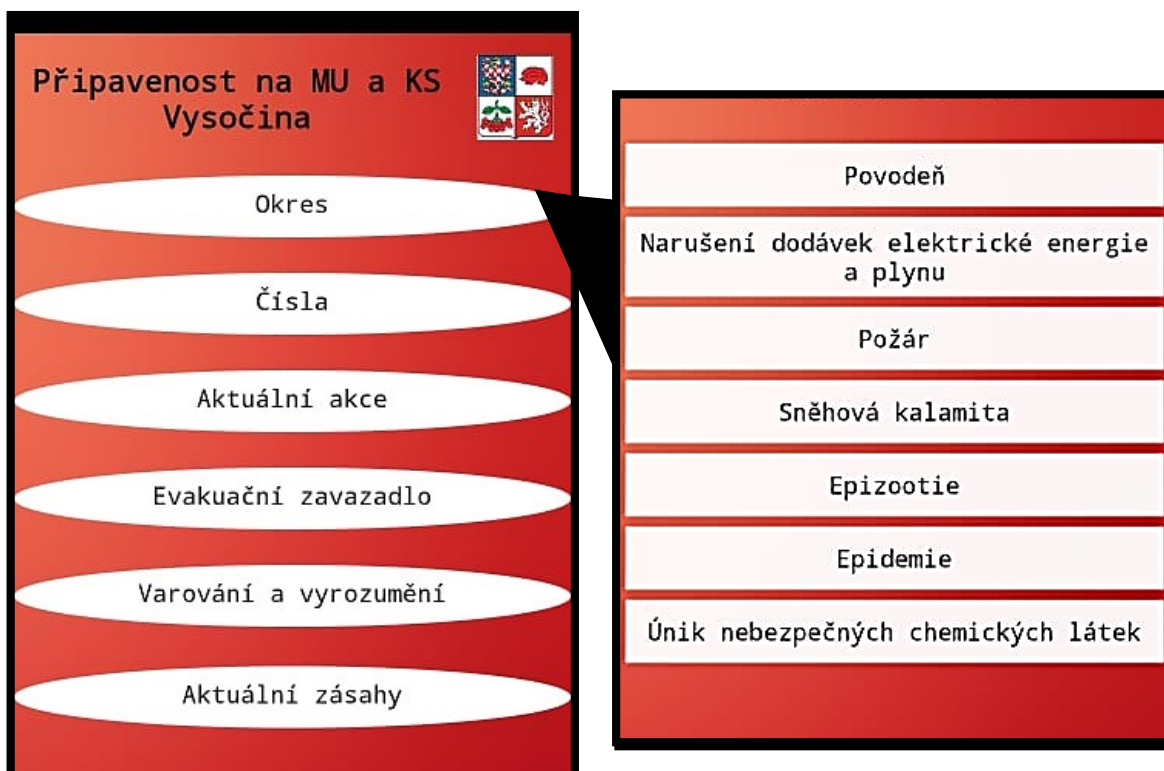 Připavenost na MU a KS
Vysočina
Okres
Čísla
Aktuální akce
Evakuační zavazadlo
Varování a vyrozumění
Aktuální zásahy
Povodeň
Narušení dodávek elektrické energie
a plynu
Požár
Sněhová kalamita
Epizootie
Epidemie
Únik nebezpečných chemických látek